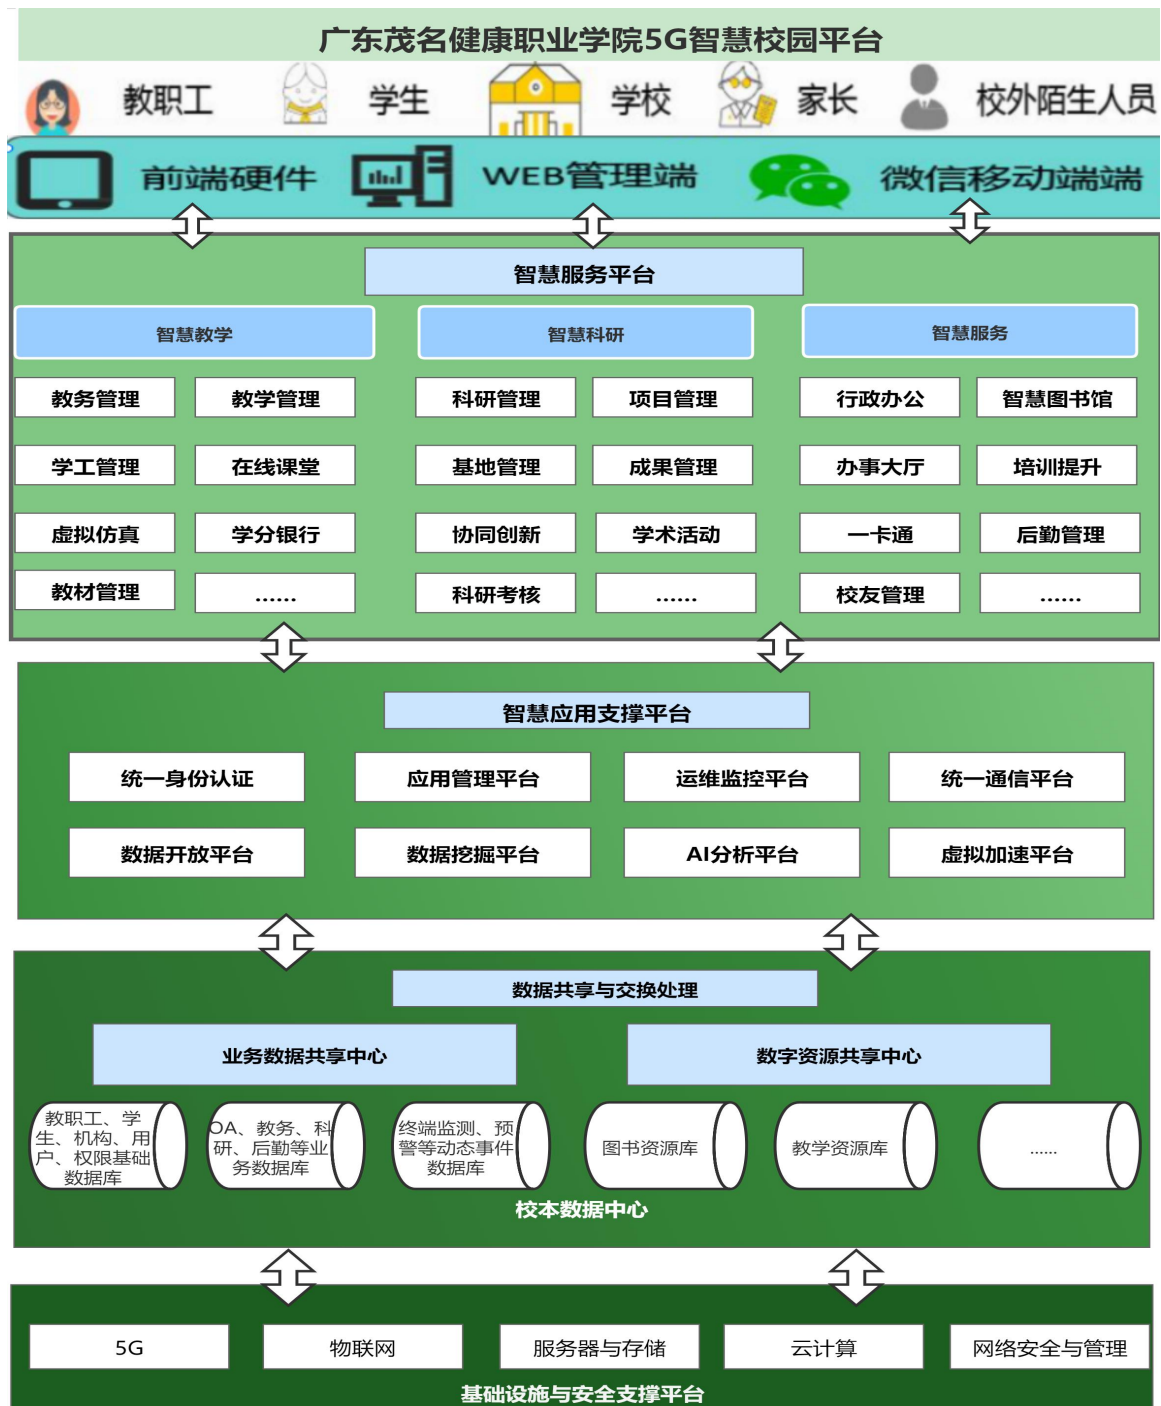 广东茂名健康职业学院5G智慧校园平台
教职工 学生 学校 家长 校外陌生人员
前端硬件 WEB管理端 微信移动端端
智慧服务平台
智慧教学 智慧科研 智慧服务
教务管理 教学管理 科研管理 项目管理 行政办公 智慧图书馆
学工管理 在线课堂 基地管理 成果管理 办事大厅 培训提升
虚拟仿真 学分银行 协同创新 学术活动 一卡通 后勤管理
教材管理 …… 科研考核 …… 校友管理 ……
智慧应用支撑平台
统一身份认证 应用管理平台 运维监控平台 统一通信平台
数据开放平台 数据挖掘平台 AI分析平台 虚拟加速平台
数据共享与交换处理
业务数据共享中心 数字资源共享中心
教职工、学
生、机构、用
户、权限基础
数据库
OA、教务、科
研、后勤等业
务数据库
终端监测、预
警等动态事件
数据库
图书资源库
教学资源库
……
校本数据中心
5G 物联网 服务器与存储 云计算 网络安全与管理
基础设施与安全支撑平台